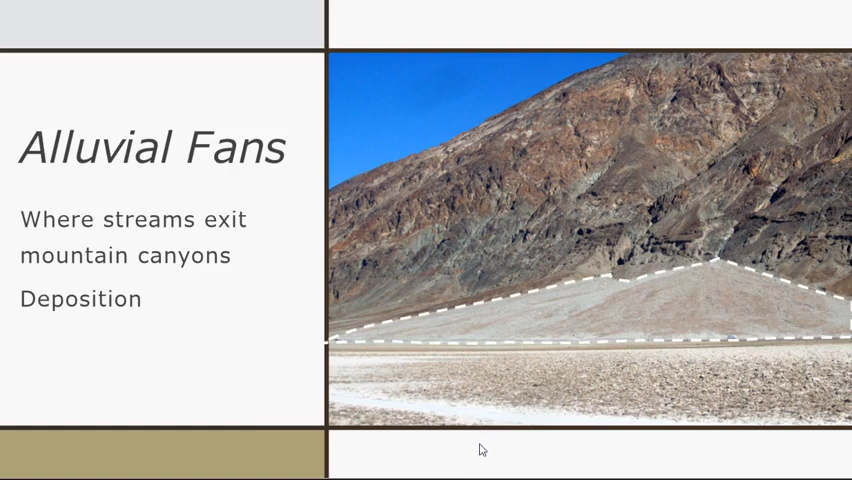 Alluvial Fans
Where streams exit
mountain canyons
Deposition